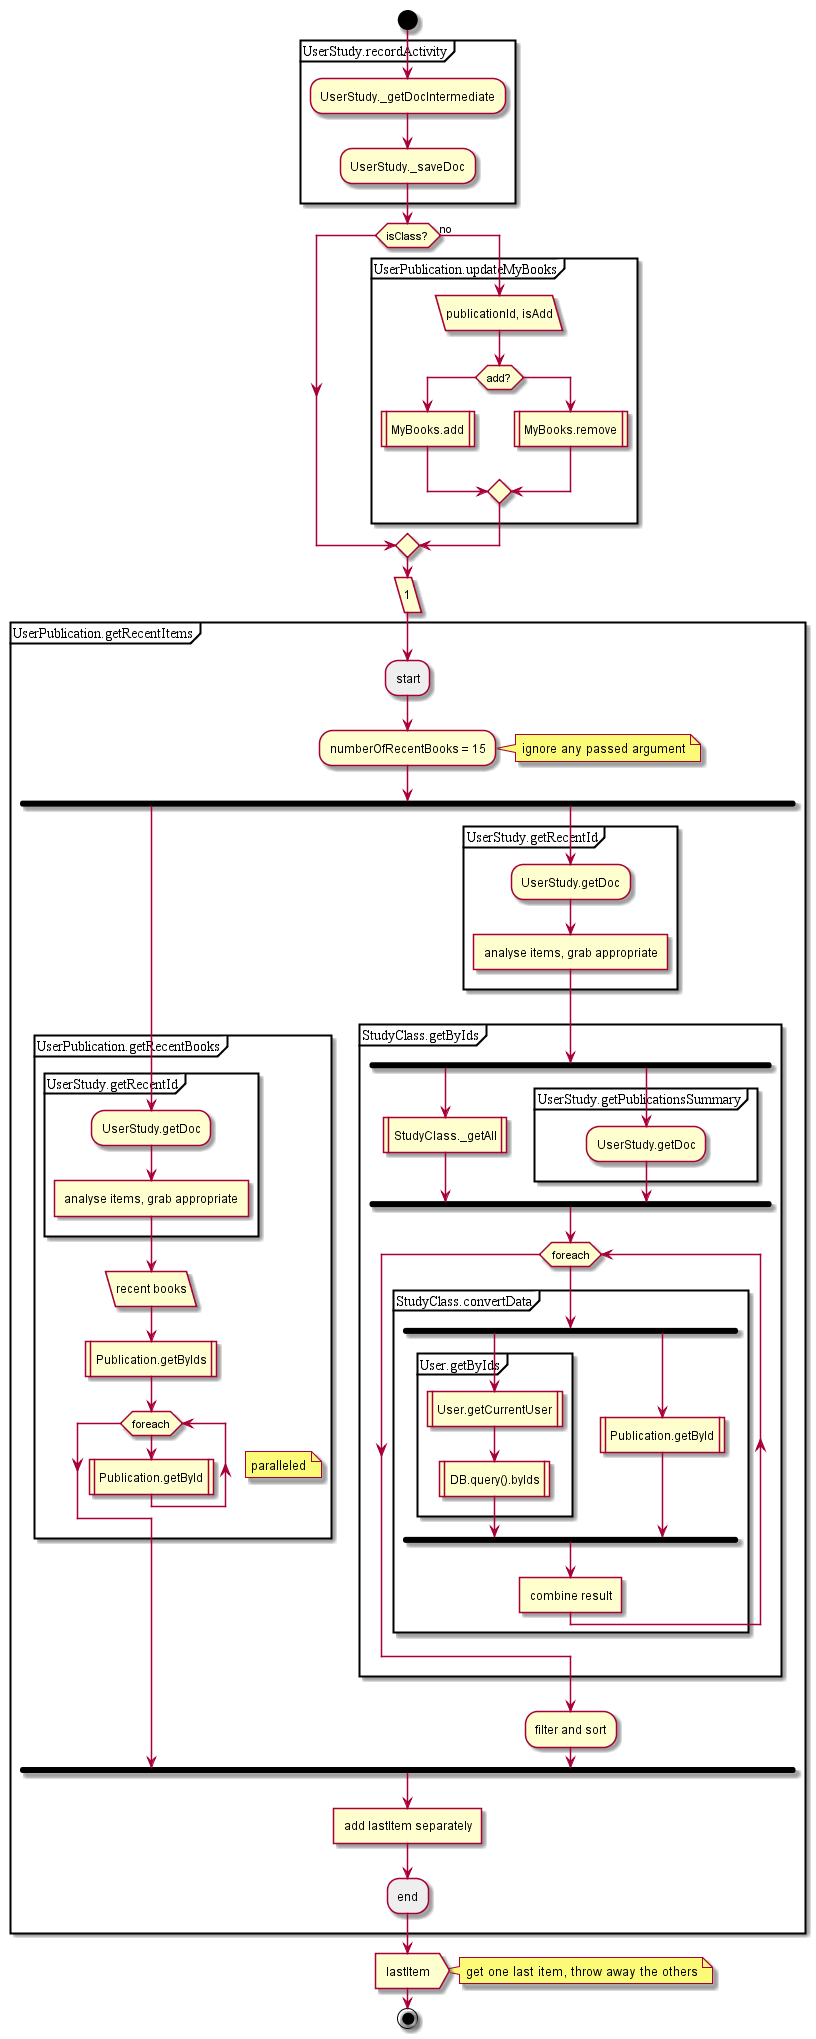 UserStudy.recordActivity
UserStudy._getDocIntermediate
UserStudy._saveDoc
isClass?
no
UserPublication.updateMyBooks
publicationId, isAdd
add?
MyBooks.add
MyBooks.remove
1
UserPublication.getRecentItems
start
numberOfRecentBooks = 15
ignore any passed argument
UserStudy.getRecentId
UserStudy.getDoc
analyse items, grab appropriate
UserPublication.getRecentBooks
UserStudy.getRecentId
UserStudy.getDoc
analyse items, grab appropriate
recent books
Publication.getByIds
foreach
Publication.getById
paralleled
StudyClass.getByIds
StudyClass._getAll
UserStudy.getPublicationsSummary
UserStudy.getDoc
foreach
StudyClass.convertData
User.getByIds
User.getCurrentUser
DB.query().byIds
Publication.getById
combine result
filter and sort
add lastItem separately
end
lastItem
get one last item, throw away the others